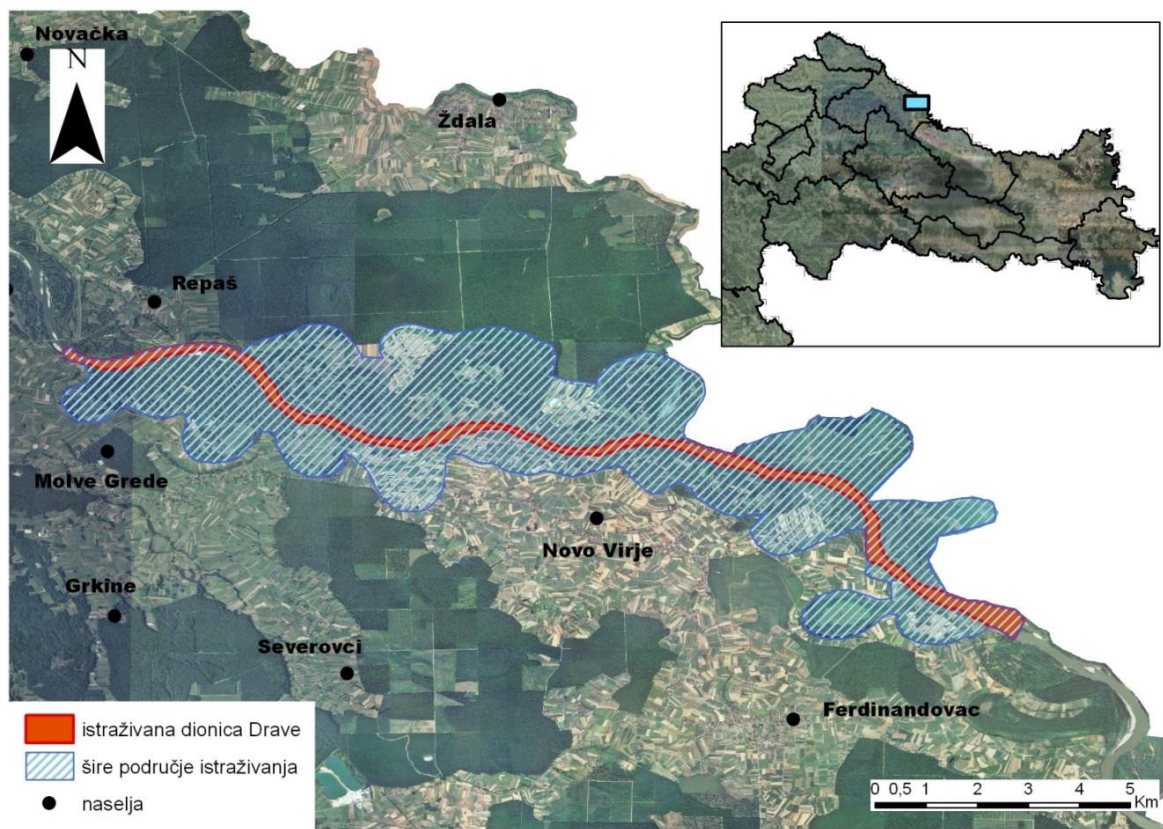 Novačka
N
Ždala
Repaš
Molve Grede
Novo Virje
Grkine
Severovci
Ferdinandovac
istraživana dionica Drave
šire područje istraživanja
naselja
0 0,5 1 2 3 4 5
Km